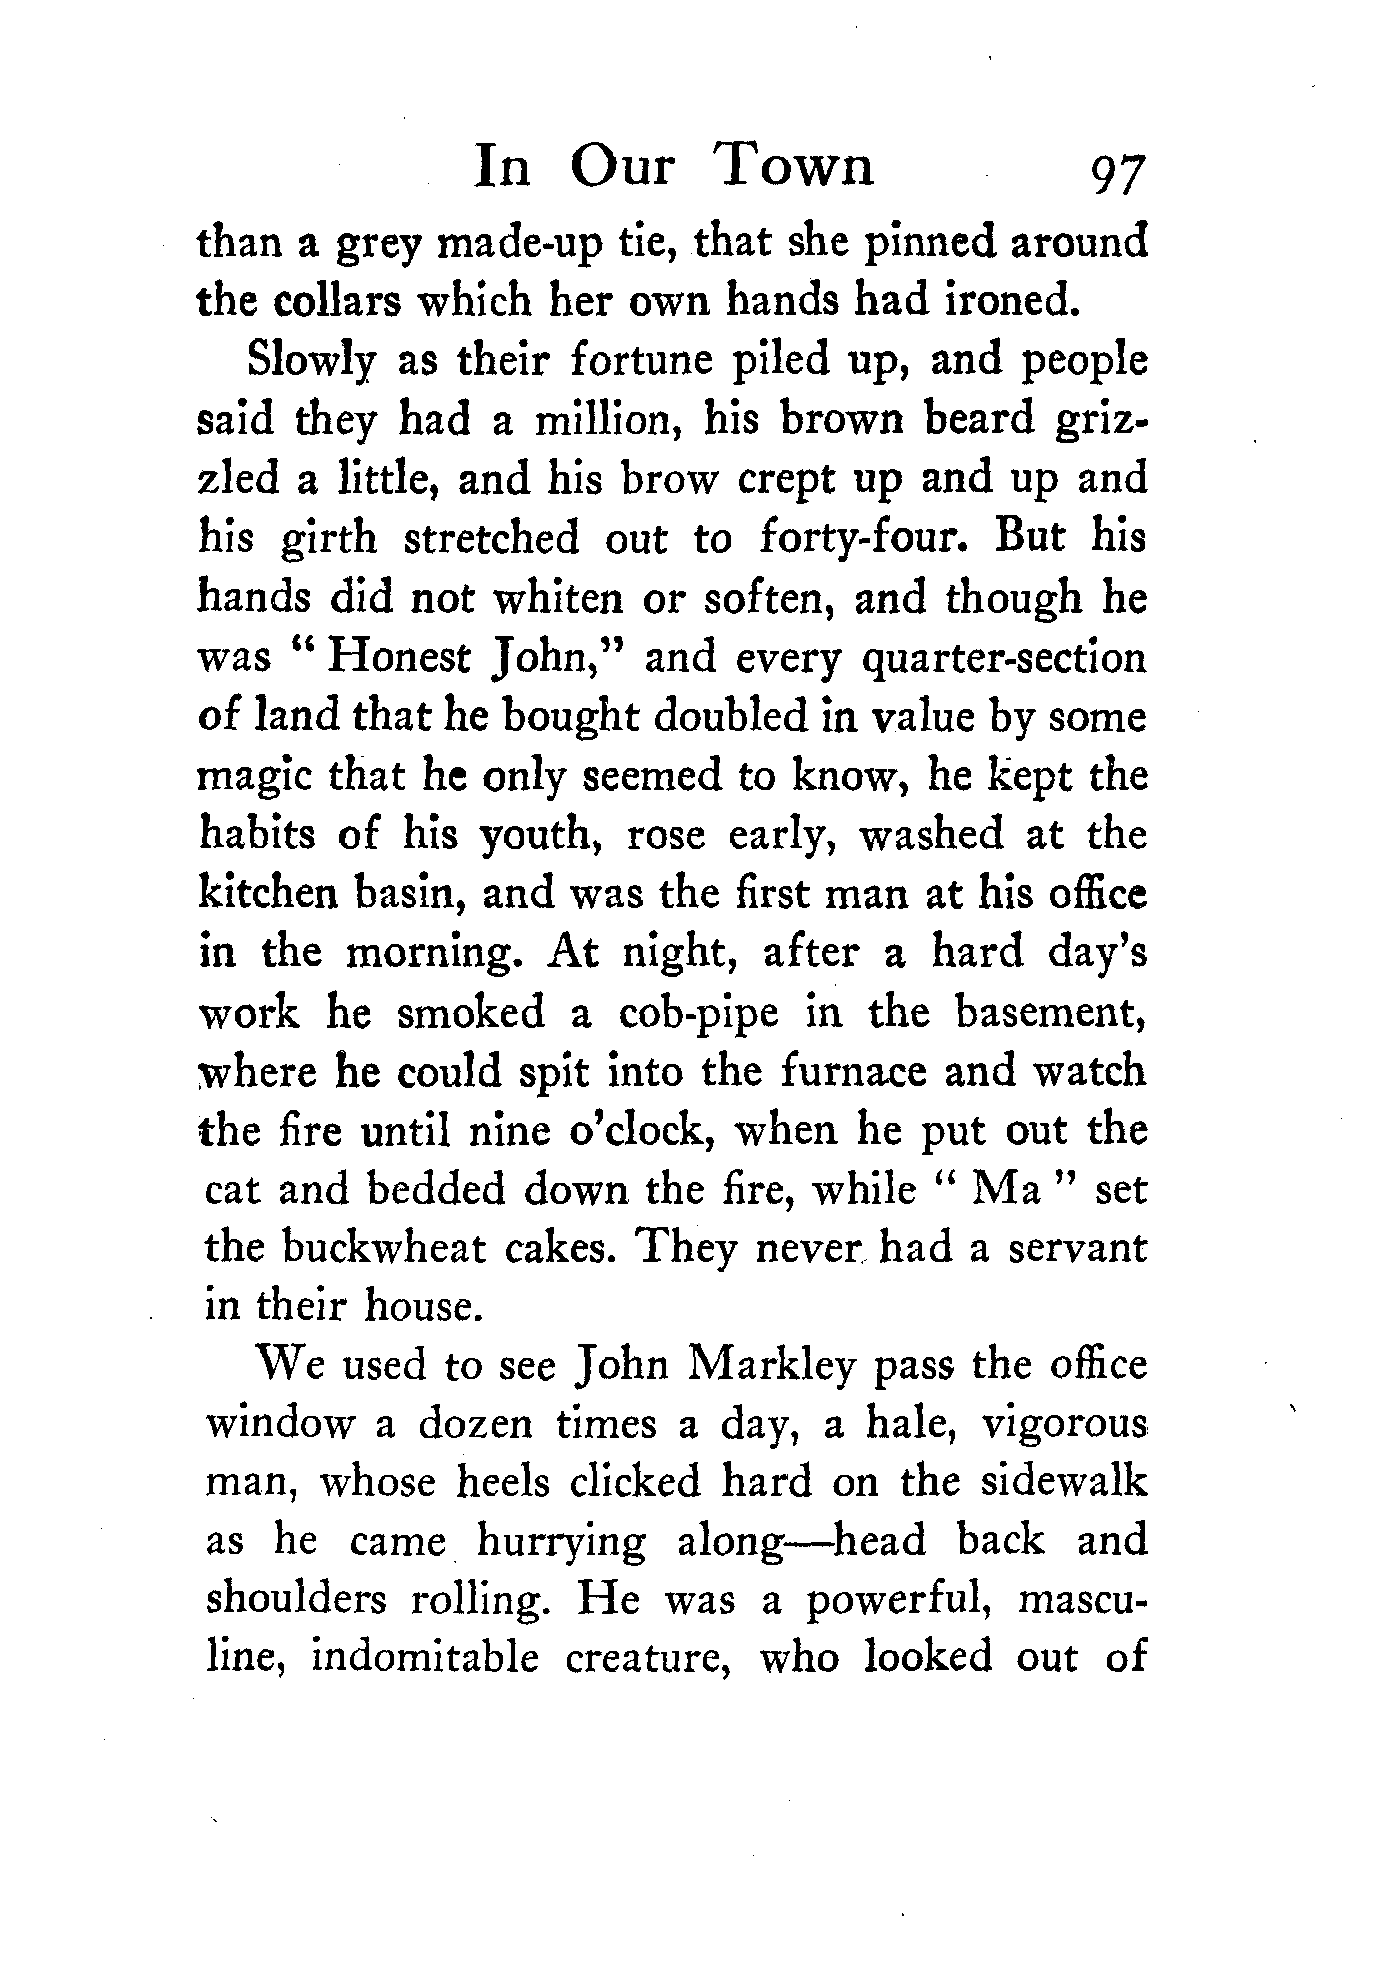 In Our Town 97
than a grey made-up tie, that she pinned around
the collars which her own hands had ironed.
Slowly as their fortune piled up, and people
said they had a million, his brown beard griz-
zled a little, and his brow crept up and up and
his girth stretched out to forty-four. But his
hands did not whiten or soften, and though he
was “ Honest John,” and every quarter-section
of land that he bought doubled in value by some
magic that he only seemed to know, he kept the
habits of his youth, rose early, washed at the
kitchen basin, and was the first man at his office
in the morning. At night, after a hard day’s
work he smoked a cob-pipe in the basement,
where he could spit into the furnace and watch
the fire until nine o’clock, when he put out the
cat and bedded down the fire, while “ Ma ” set
the buckwheat cakes. They never had a servant
in their house.
We used to see John Markley pass the office
window a dozen times a day, a hale, vigorous
man, whose heels clicked hard on the sidewalk
as he came hurrying along—head back and
shoulders rolling. He was a powerful, mascu-
line, indomitable creature, who looked out of